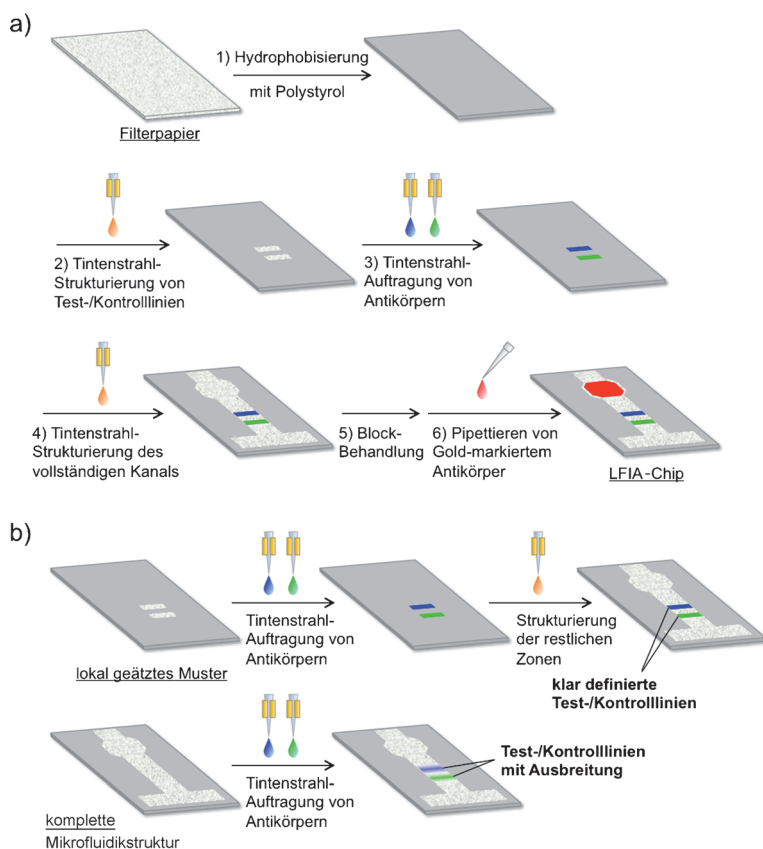 a)
1) Hydrophobisierung
mit Polystyrol
Filterpapier
2) Tintenstrahl-
Strukturierung von
Test-/Kontrolllinien
3) Tintenstrahl-
Auftragung von
Antikörpern
4) Tintenstrahl-
Strukturierung des
vollständigen Kanals
5) Block-
Behandlung
6) Pipettieren von
Gold-markiertem
Antikörper
LFIA-Chip
b)
lokal geätztes Muster
Tintenstrahl-
Auftragung von
Antikörpern
Strukturierung
der restlichen
Zonen
klar definierte
Test-/Kontrolllinien
komplette
Mikrofluidikstruktur
Tintenstrahl-
Auftragung von
Antikörpern
Test-/Kontrolllinien
mit Ausbreitung